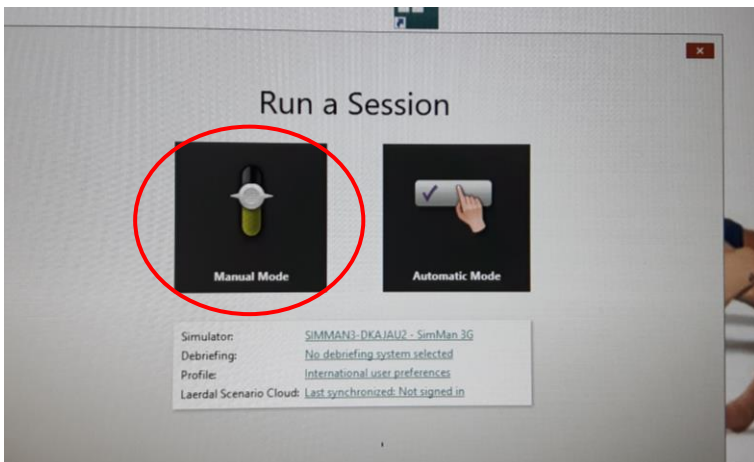 Run a Session
Manual Mode
Automatic Mode
Simulator: SIMMAN3-DKAJAU2 - SimMan 3G
Debriefing: No debriefing system selected
Profile: International user preferences
Laerdal Scenario Cloud: Last synchronized: Not signed in